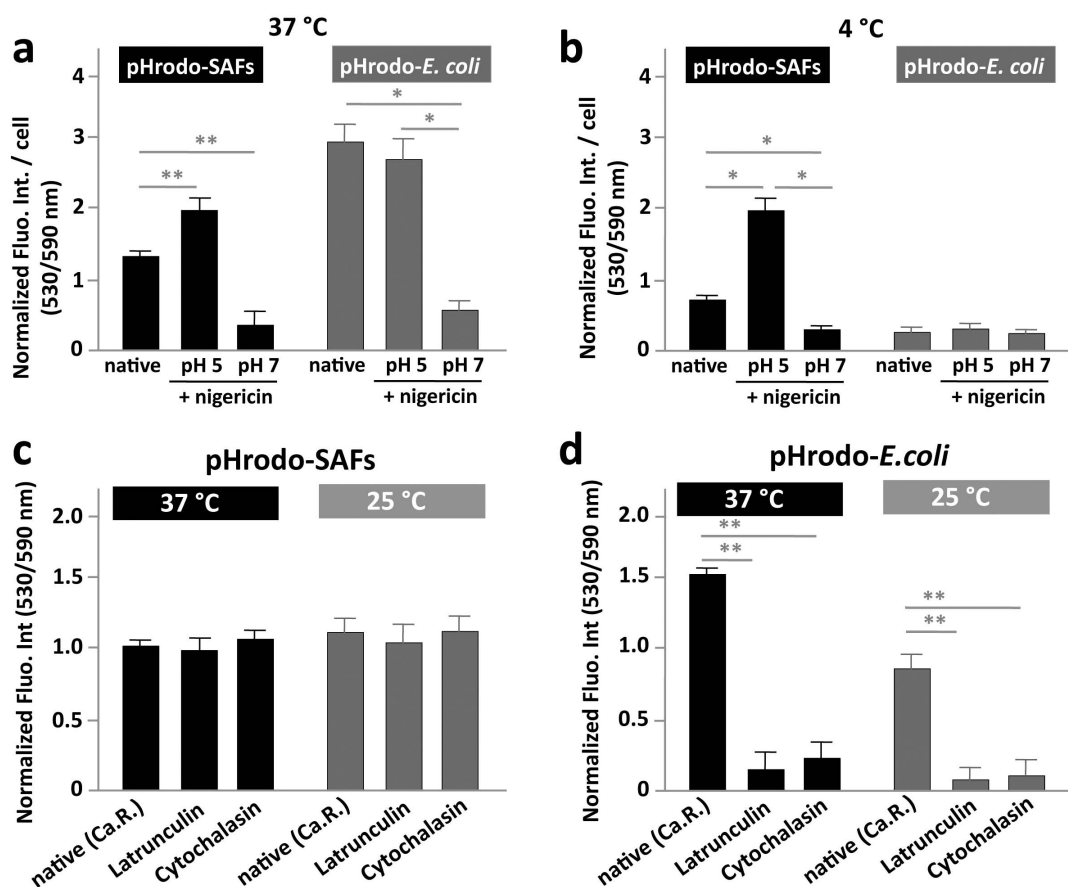 a
37 °C
pHrodo-SAFs
pHrodo-E. coli
Normalized Fluo. Int. / cell
(530/590 nm)
4
3
2
1
0
**
**
*
*
native
pH 5
pH 7
+ nigericin
native
pH 5
pH 7
+ nigericin
b
4 °C
pHrodo-SAFs
pHrodo-E. coli
Normalized Fluo. Int. / cell
(530/590 nm)
4
3
2
1
0
*
*
*
native
pH 5
pH 7
+ nigericin
native
pH 5
pH 7
+ nigericin
c
pHrodo-SAFs
37 °C
25 °C
Normalized Fluo. Int (530/590 nm)
2.0
1.5
1.0
0.5
0
native (Ca.R.)
Latrunculin
Cytochalasin
native (Ca.R.)
Latrunculin
Cytochalasin
d
pHrodo-E.coli
37 °C
25 °C
Normalized Fluo. Int (530/590 nm)
2.0
1.5
1.0
0.5
0
**
**
**
**
native (Ca.R.)
Latrunculin
Cytochalasin
native (Ca.R.)
Latrunculin
Cytochalasin